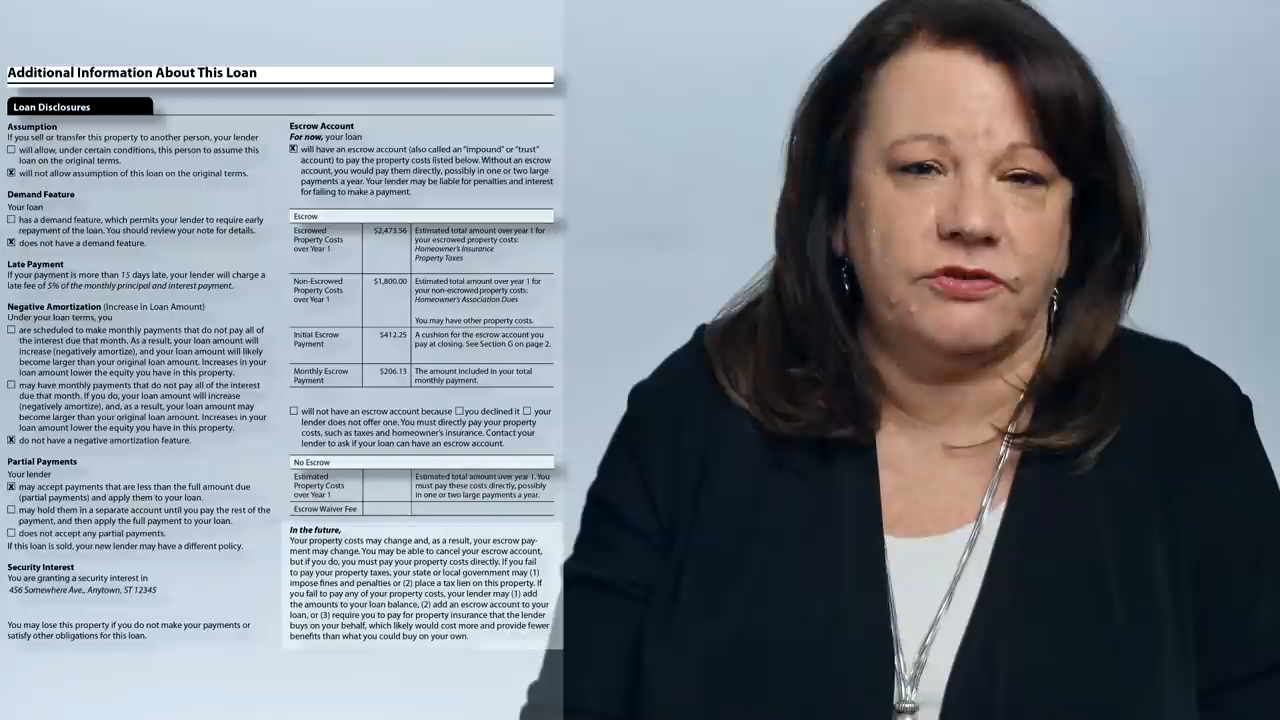 Additional Information About This Loan
Loan Disclosures
Assumption
If you sell or transfer this property to another person, your lender
will allow, under certain conditions, this person to assume this
loan on the original terms.
will not allow assumption of this loan on the original terms.
Demand Feature
Your loan
has a demand feature, which permits your lender to require early
repayment of the loan. You should review your note for details.
does not have a demand feature.
Late Payment
If your payment is more than 15 days late, your lender will charge a
late fee of 5% of the monthly principal and interest payment.
Negative Amortization (Increase in Loan Amount)
Under your loan terms, you
are scheduled to make monthly payments that do not pay all of
the interest due that month. As a result, your loan amount will
increase (negatively amortize), and your loan amount will likely
become larger than your original loan amount. Increases in your
loan amount lower the equity you have in this property.
may have monthly payments that do not pay all of the interest
due that month. If you do, your loan amount will increase
(negatively amortize), and, as a result, your loan amount may
become larger than your original loan amount. Increases in your
loan amount lower the equity you have in this property.
do not have a negative amortization feature.
Partial Payments
Your lender
may accept payments that are less than the full amount due
(partial payments) and apply them to your loan.
may hold them in a separate account until you pay the rest of the
payment, and then apply the full payment to your loan.
does not accept any partial payments.
If this loan is sold, your new lender may have a different policy.
Security Interest
You are granting a security interest in
456 Somewhere Ave., Anytown, ST 12345
You may lose this property if you do not make your payments or
satisfy other obligations for this loan.
Escrow Account
For now, your loan
will have an escrow account (also called an “impound” or “trust”
account) to pay the property costs listed below. Without an escrow
account, you would pay them directly, possibly in one or two large
payments a year. Your lender may be liable for penalties and interest
for failing to make a payment.
Escrow
Escrowed $2,473.56 Estimated total amount over year 1 for
Property Costs your escrowed property costs:
over Year 1 Homeowner's Insurance
Property Taxes
Non-Escrowed $1,800.00 Estimated total amount over year 1 for
Property Costs your non-escrowed property costs:
over Year 1 Homeowner's Association Dues
You may have other property costs.
Initial Escrow $412.25 A cushion for the escrow account you
Payment pay at closing. See Section G on page 2.
Monthly Escrow $206.13 The amount included in your total
Payment monthly payment.
will not have an escrow account because you declined it your
lender does not offer one. You must directly pay your property
costs, such as taxes and homeowner's insurance. Contact your
lender to ask if your loan can have an escrow account.
No Escrow
Estimated Estimated total amount over year 1. You
Property Costs must pay these costs directly, possibly
over Year 1 in one or two large payments a year.
Escrow Waiver Fee
In the future,
Your property costs may change and, as a result, your escrow pay-
ment may change. You may be able to cancel your escrow account,
but if you do, you must pay your property costs directly. If you fail
to pay your property taxes, your state or local government may (1)
impose fines and penalties or (2) place a tax lien on this property. If
you fail to pay any of your property costs, your lender may (1) add
the amounts to your loan balance, (2) add an escrow account to your
loan, or (3) require you to pay for property insurance that the lender
buys on your behalf, which likely would cost more and provide fewer
benefits than what you could buy on your own.